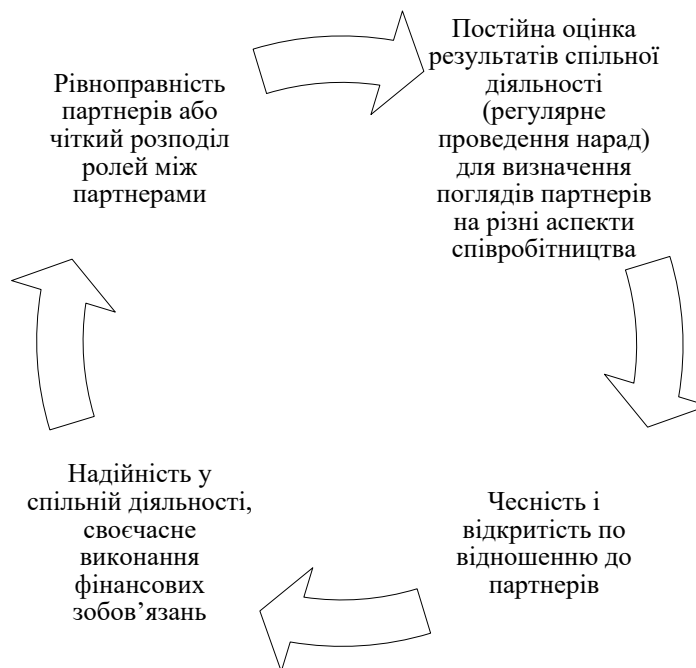 Рівноправність
партнерів або
чіткий розподіл
ролей між
партнерами
Постійна оцінка
результатів спільної
діяльності
(регулярне
проведення нарад)
для визначення
поглядів партнерів
на різні аспекти
співробітництва
Чесність і
відкритість по
відношенню до
партнерів
Надійність у
спільній діяльності,
своєчасне
виконання
фінансових
зобов’язань